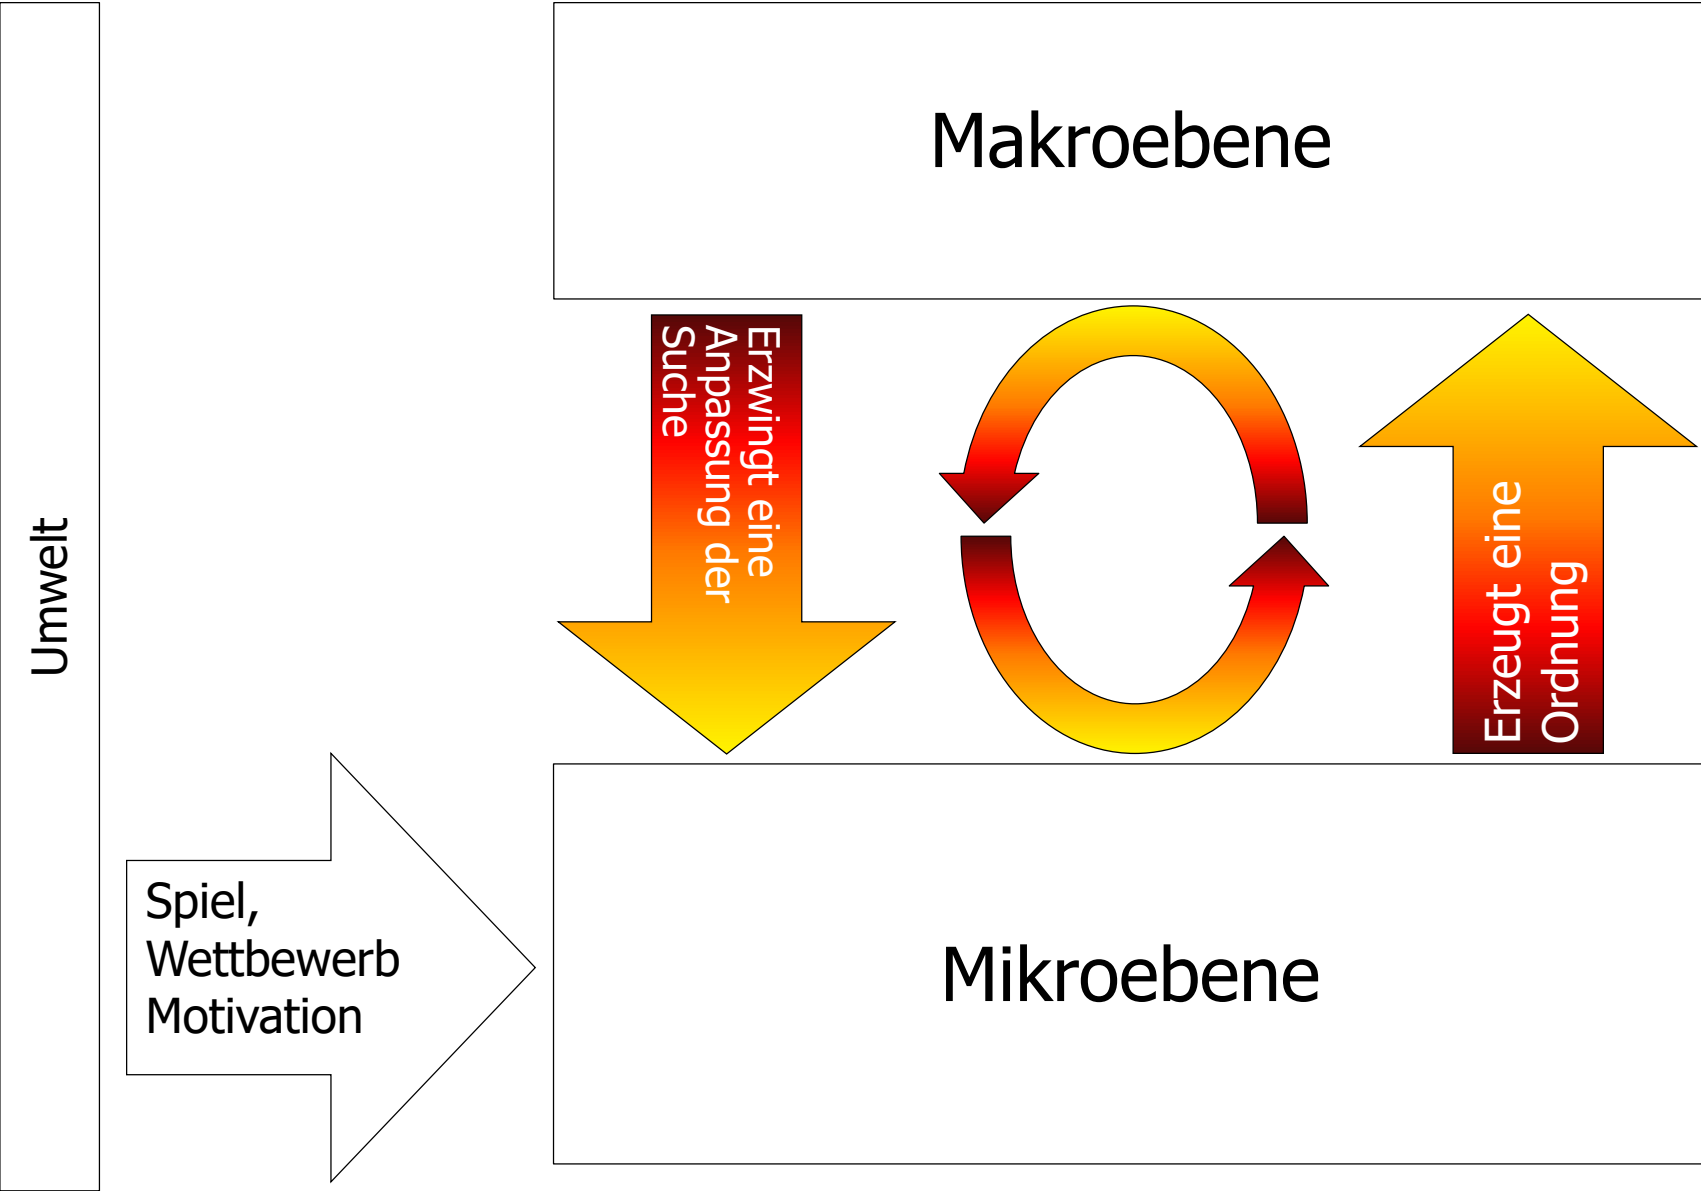 Umwelt
Makroebene
Erzwingt eine
Anpassung der
Suche
Erzeugt eine
Ordnung
Spiel,
Wettbewerb
Motivation
Mikroebene